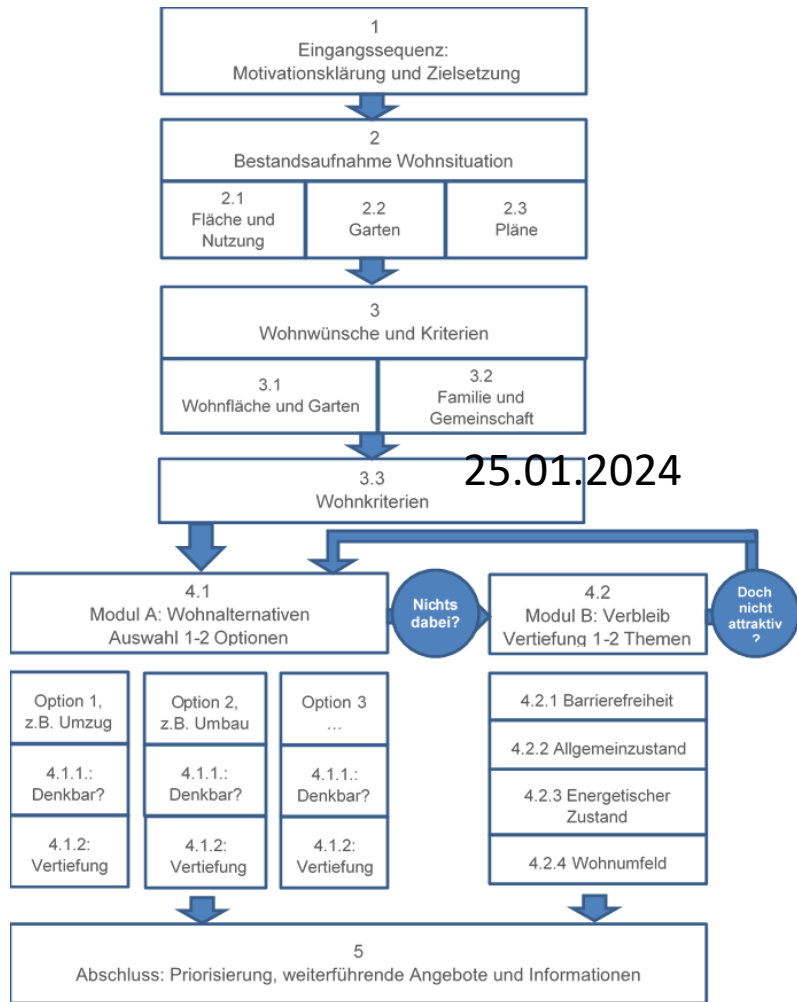 1
Eingangssequenz:
Motivationsklärung und Zielsetzung
2
Bestandsaufnahme Wohnsituation
2.1
Fläche und
Nutzung
2.2
Garten
2.3
Pläne
3
Wohnwünsche und Kriterien
3.1
Wohnfläche und Garten
3.2
Familie und
Gemeinschaft
3.3
Wohnkriterien
25.01.2024
4.1
Modul A: Wohnalternativen
Auswahl 1-2 Optionen
Nichts
dabei?
4.2
Modul B: Verbleib
Vertiefung 1-2 Themen
Doch
nicht
attraktiv
?
Option 1,
z.B. Umzug
4.1.1.:
Denkbar?
4.1.2:
Vertiefung
Option 2,
z.B. Umbau
4.1.1.:
Denkbar?
4.1.2:
Vertiefung
Option 3
...
4.1.1.:
Denkbar?
4.1.2:
Vertiefung
4.2.1 Barrierefreiheit
4.2.2 Allgemeinzustand
4.2.3 Energetischer
Zustand
4.2.4 Wohnumfeld
5
Abschluss: Priorisierung, weiterführende Angebote und Informationen